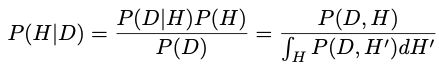 P(H|D) = \frac{P(D|H)P(H)}{P(D)} = \frac{P(D, H)}{\int_H P(D, H')dH'}